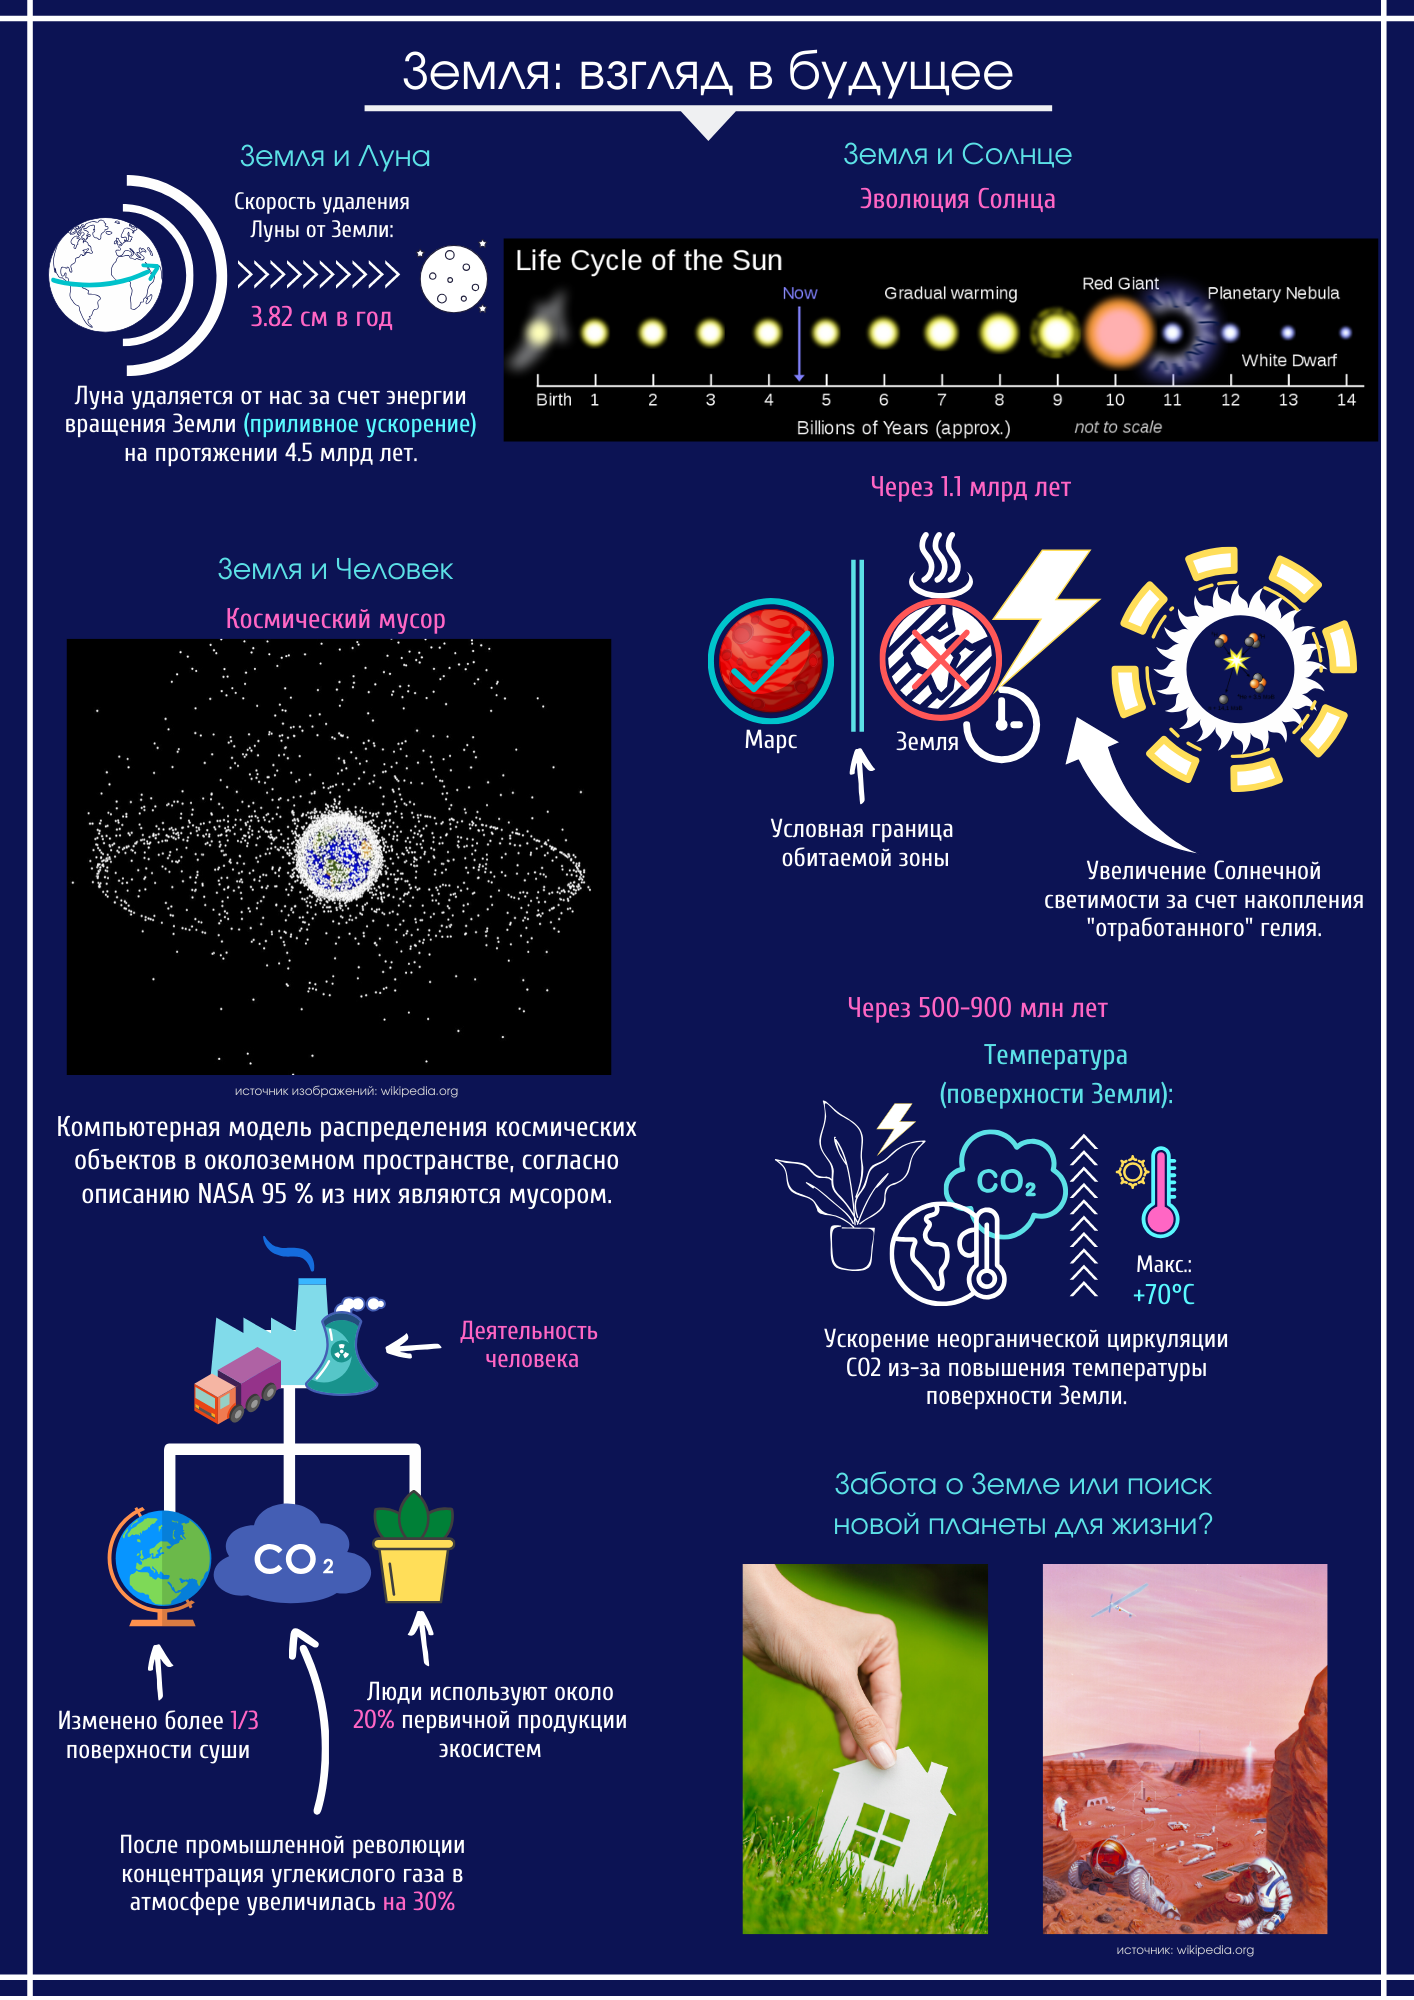 Земля: взгляд в будущее
Земля и Луна
Скорость удаления
Луны от Земли:
3.82 см в год
Луна удаляется от нас за счет энергии
вращения Земли (приливное ускорение)
на протяжении 4.5 млрд лет.
Земля и Солнце
Эволюция Солнца
Life Cycle of the Sun
Now
Gradual warming
Red Giant
Planetary Nebula
White Dwarf
Birth 1 2 3 4 5 6 7 8 9 10 11 12 13 14
Billions of Years (approx.)
not to scale
Через 1.1 млрд лет
Марс
Земля
Условная граница
обитаемой зоны
Увеличение Солнечной
светимости за счет накопления
"отработанного" гелия.
Земля и Человек
Космический мусор
источник изображений: wikipedia.org
Компьютерная модель распределения космических
объектов в околоземном пространстве, согласно
описанию NASA 95 % из них являются мусором.
Деятельность
человека
CO2
Изменено более 1/3
поверхности суши
Люди используют около
20% первичной продукции
экосистем
После промышленной революции
концентрация углекислого газа в
атмосфере увеличилась на 30%
Через 500-900 млн лет
Температура
(поверхности Земли):
CO2
Макс.:
+70°C
Ускорение неорганической циркуляции
СО2 из-за повышения температуры
поверхности Земли.
Забота о Земле или поиск
новой планеты для жизни?
источник: wikipedia.org